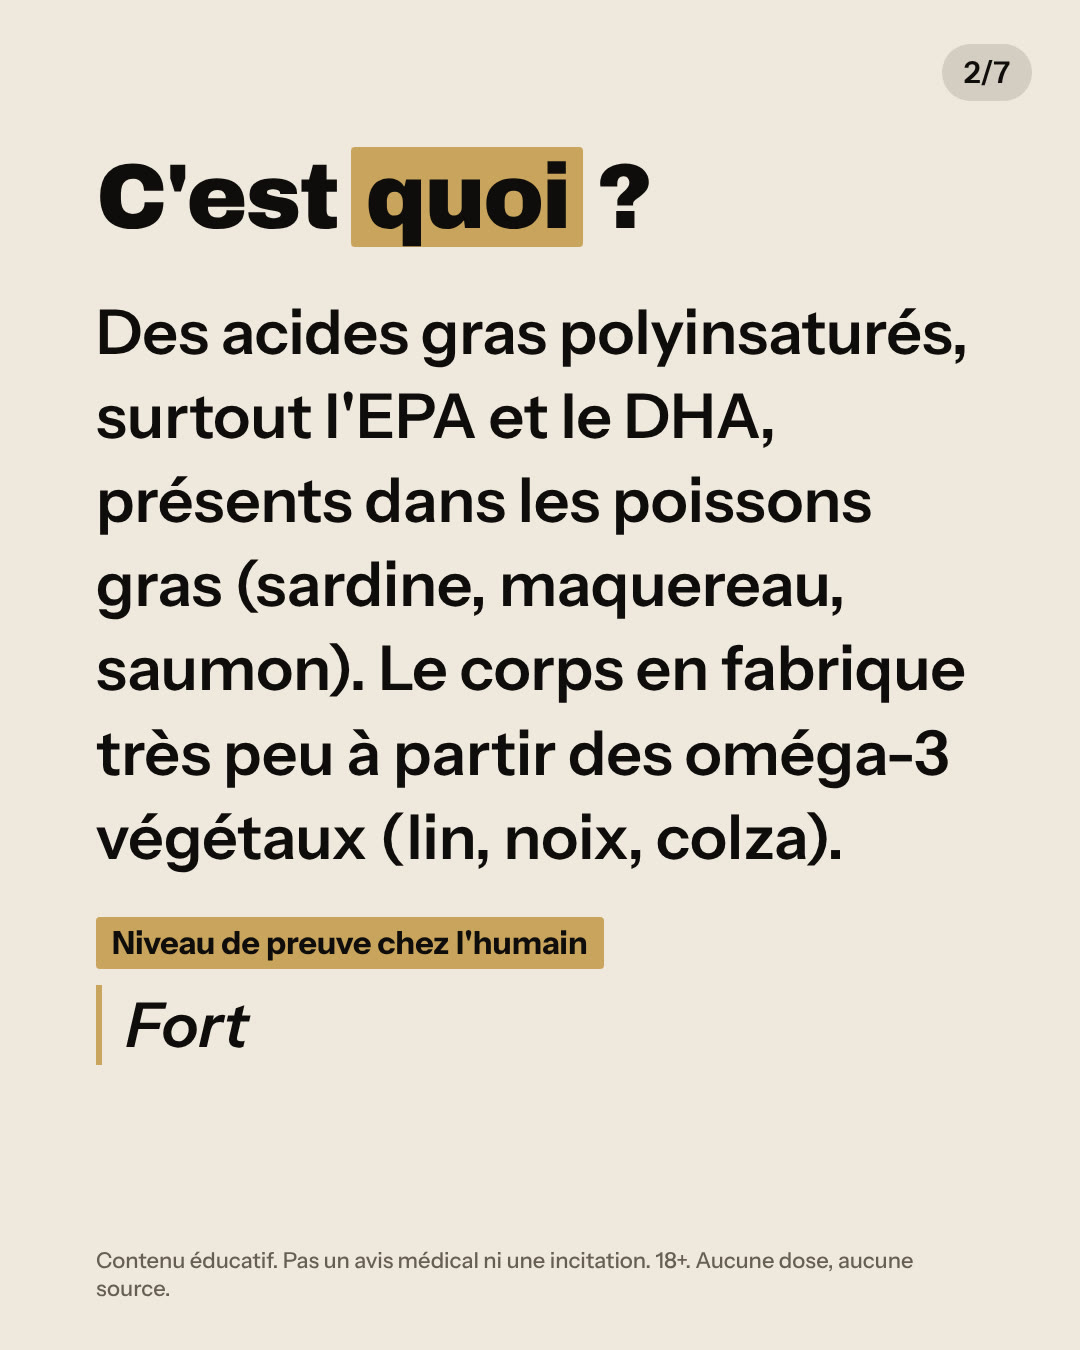 2/7
C'est quoi ?
Des acides gras polyinsaturés,
surtout l'EPA et le DHA,
présents dans les poissons
gras (sardine, maquereau,
saumon). Le corps en fabrique
très peu à partir des oméga-3
végétaux (lin, noix, colza).
Niveau de preuve chez l'humain
Fort
Contenu éducatif. Pas un avis médical ni une incitation. 18+. Aucune dose, aucune
source.